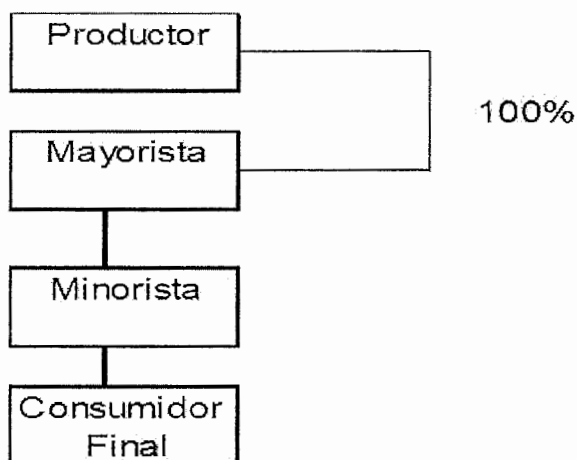 Productor
100%
Mayorista
Minorista
Consumidor
Final